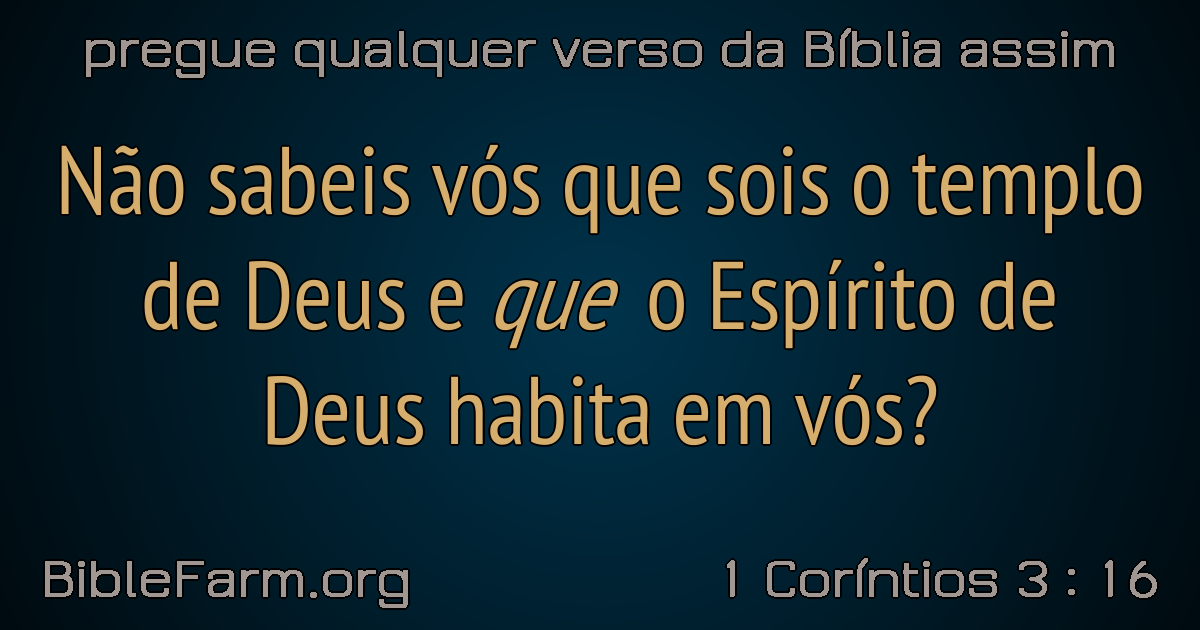 pregue qualquer verso da Bíblia assim
Não sabeis vós que sois o templo
de Deus e que o Espírito de
Deus habita em vós?
BibleFarm.org
1 Coríntios 3 : 16